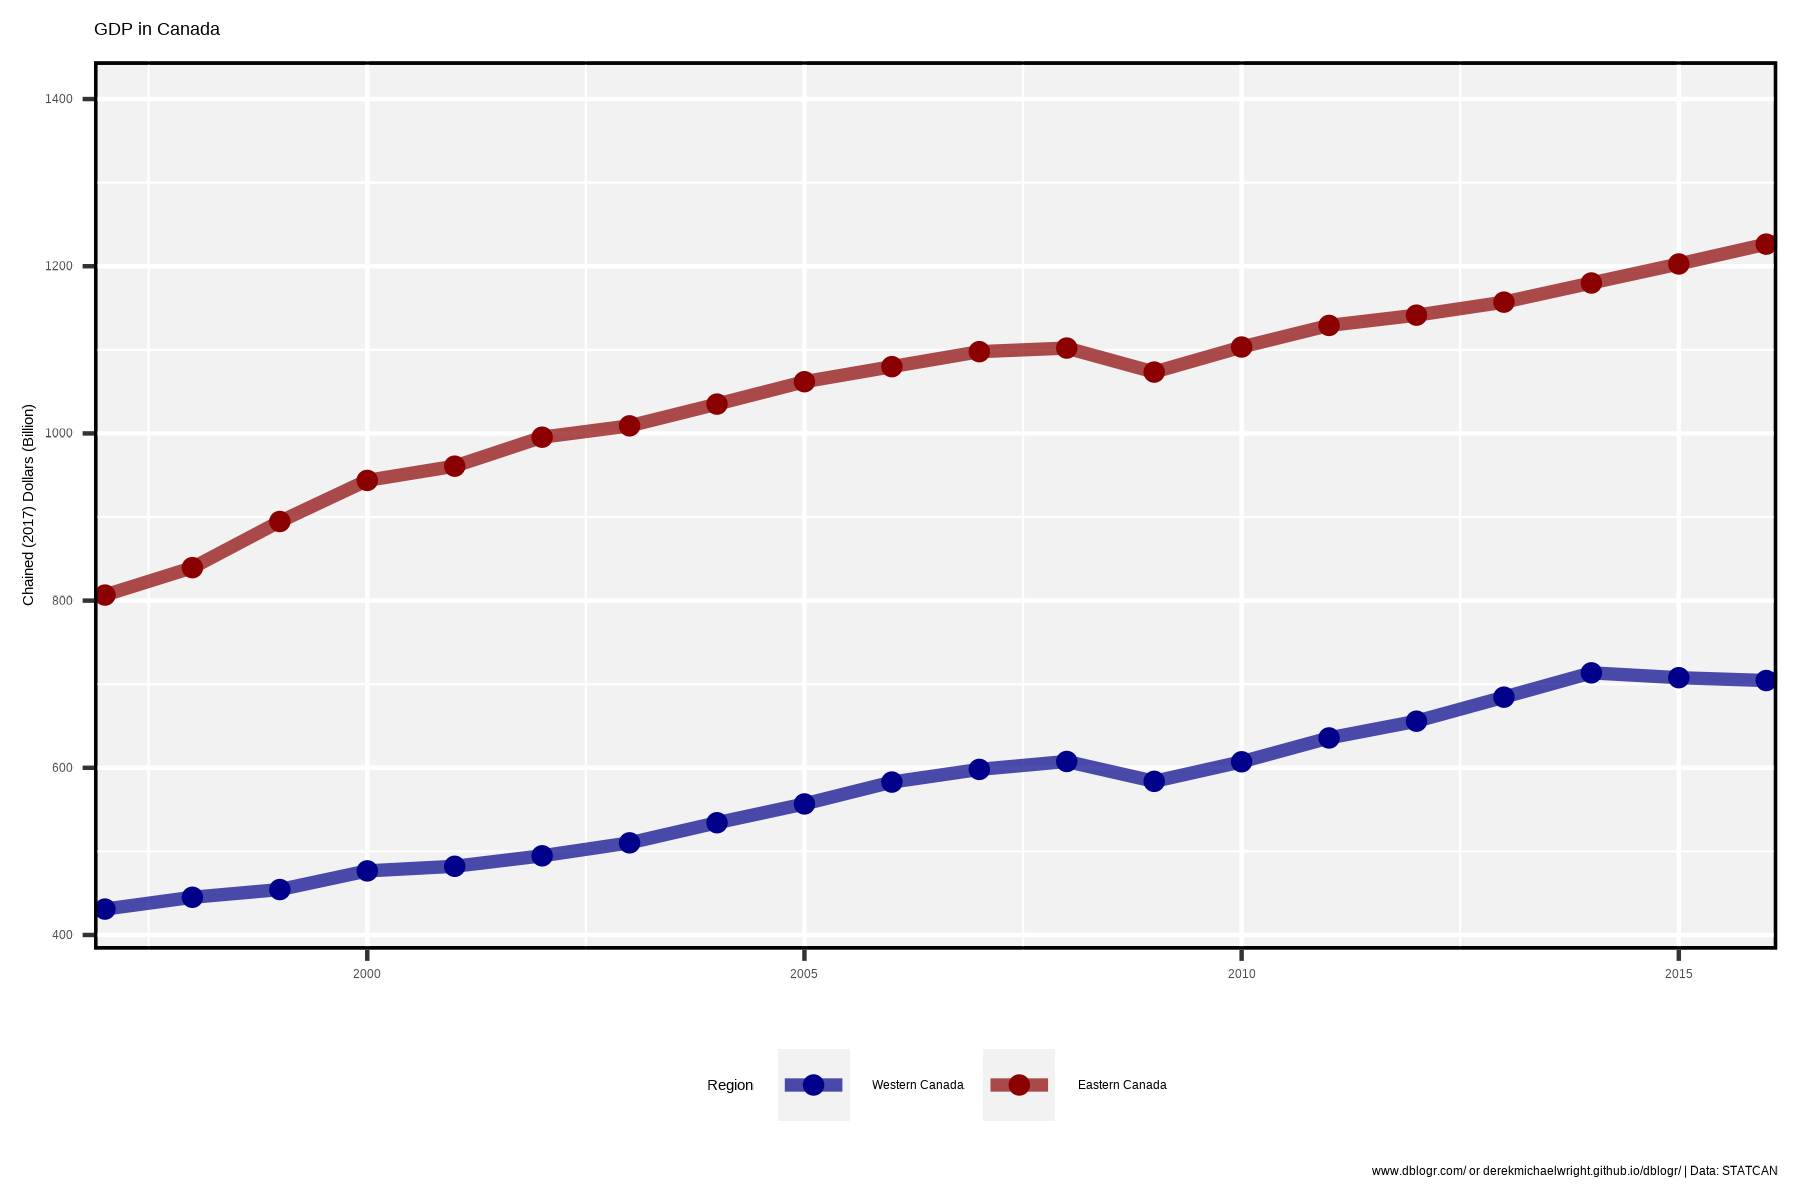 GDP in Canada
Chained (2017) Dollars (Billion)
1400
1200
1000
800
600
400
2000
2005
2010
2015
Region
Western Canada
Eastern Canada
www.dblogr.com/ or derekmichaelwright.github.io/dblogr/ | Data: STATCAN